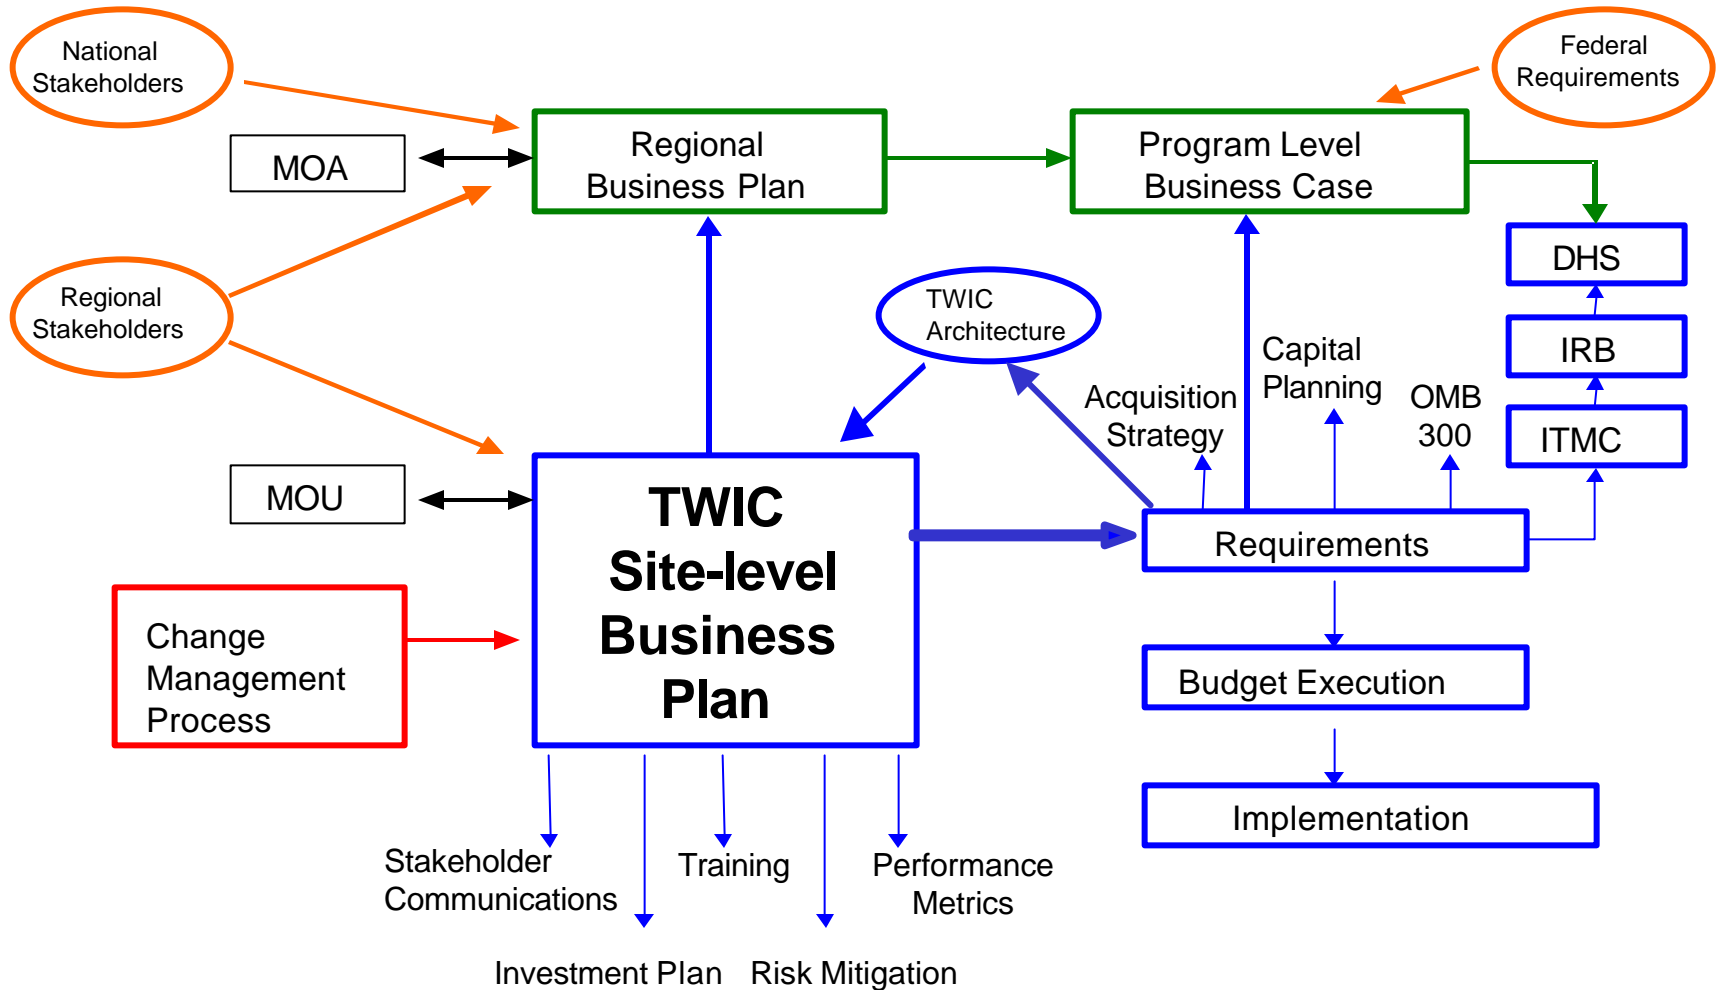 National
Stakeholders
Federal
Requirements
MOA
Regional
Business Plan
Program Level
Business Case
DHS
Regional
Stakeholders
TWIC
Architecture
IRB
Capital
Planning
Acquisition
Strategy
OMB
300
ITMC
MOU
TWIC
Site-level
Business
Plan
Requirements
Change
Management
Process
Budget Execution
Implementation
Stakeholder
Communications
Training
Performance
Metrics
Investment Plan
Risk Mitigation